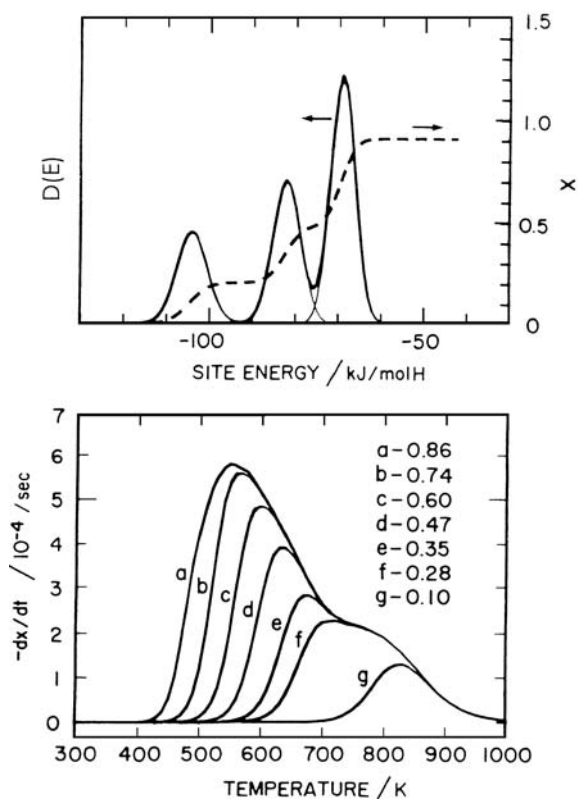 1.5
1.0
0.5
0
D(E)
X
-100
-50
SITE ENERGY / kJ/molH
7
6
5
4
3
2
1
0
-dx/dt / 10⁻⁴/sec
a-0.86
b-0.74
c-0.60
d-0.47
e-0.35
f-0.28
g-0.10
a
b
c
d
e
f
g
300
400
500
600
700
800
900
1000
TEMPERATURE / K